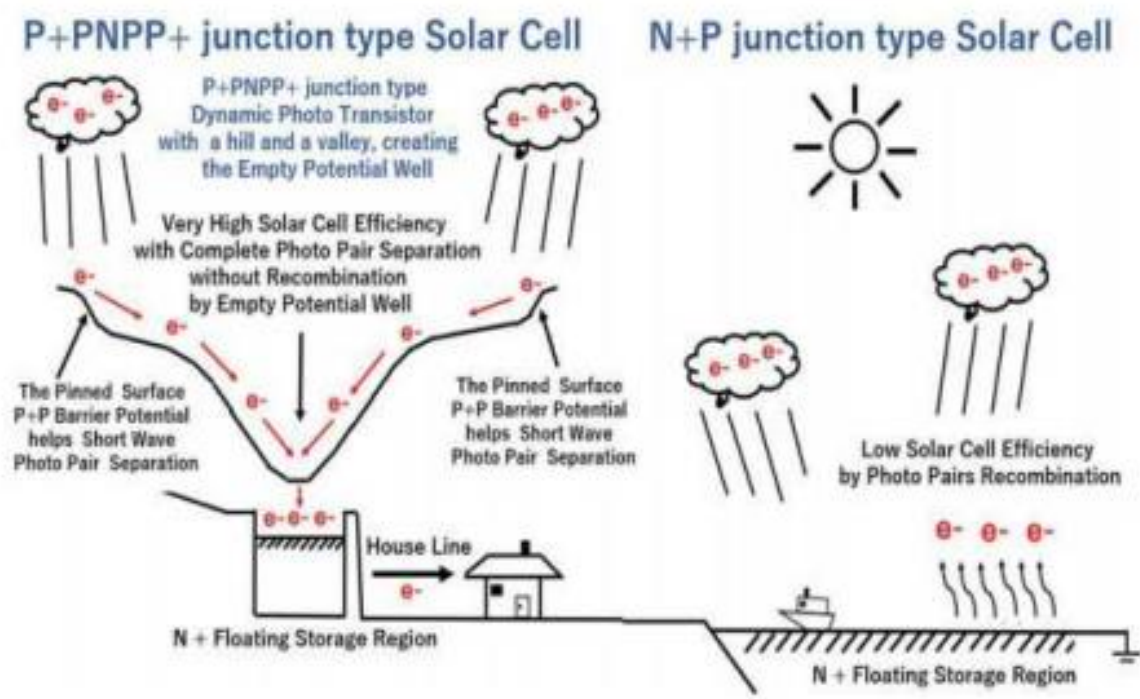 P+PNPP+ junction type Solar Cell
P+PNPP+ junction type
Dynamic Photo Transistor
with a hill and a valley, creating
the Empty Potential Well
e- e- e-
e- e- e-
Very High Solar Cell Efficiency
with Complete Photo Pair Separation
without Recombination
by Empty Potential Well
e-
e-
e-
e-
e-
e-
The Pinned Surface
P+P Barrier Potential
helps Short Wave
Photo Pair Separation
The Pinned Surface
P+P Barrier Potential
helps Short Wave
Photo Pair Separation
e- e- e-
House Line
e-
N + Floating Storage Region
N+P junction type Solar Cell
e- e- e-
e- e- e-
Low Solar Cell Efficiency
by Photo Pairs Recombination
e- e- e-
N + Floating Storage Region